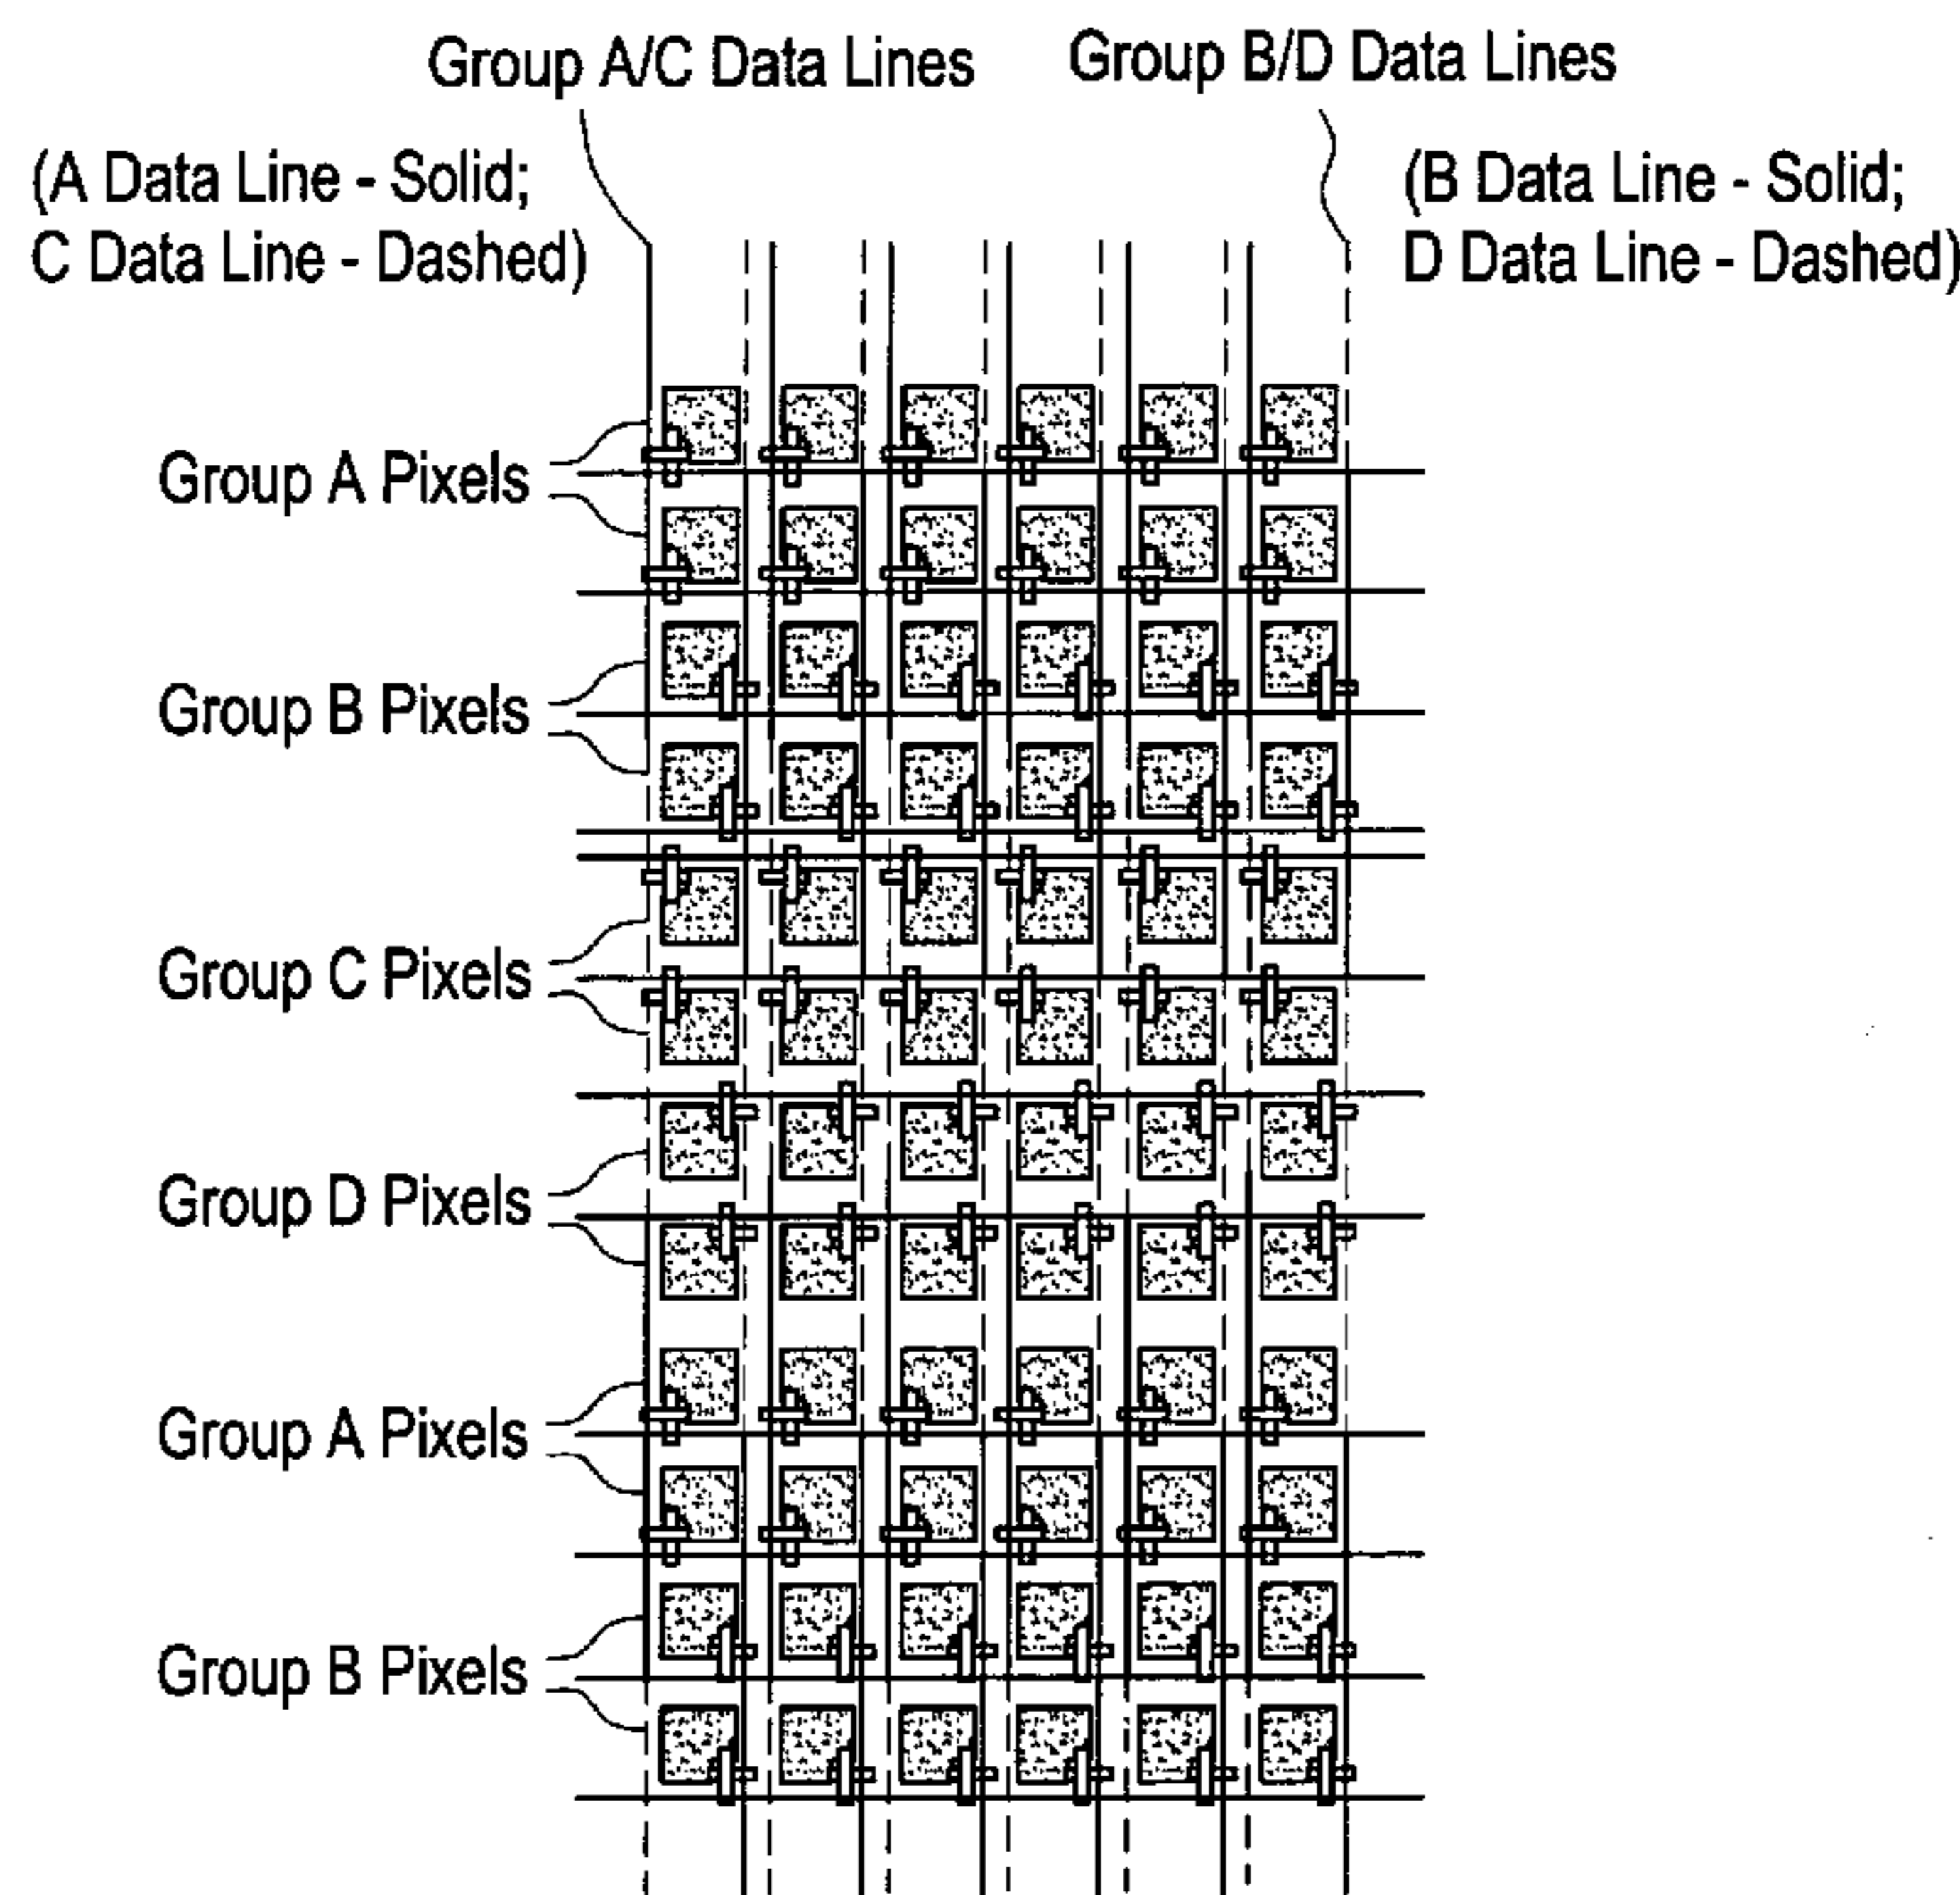 Group A/C Data Lines
Group B/D Data Lines
(A Data Line - Solid;
C Data Line - Dashed)
(B Data Line - Solid;
D Data Line - Dashed)
Group A Pixels
Group B Pixels
Group C Pixels
Group D Pixels
Group A Pixels
Group B Pixels